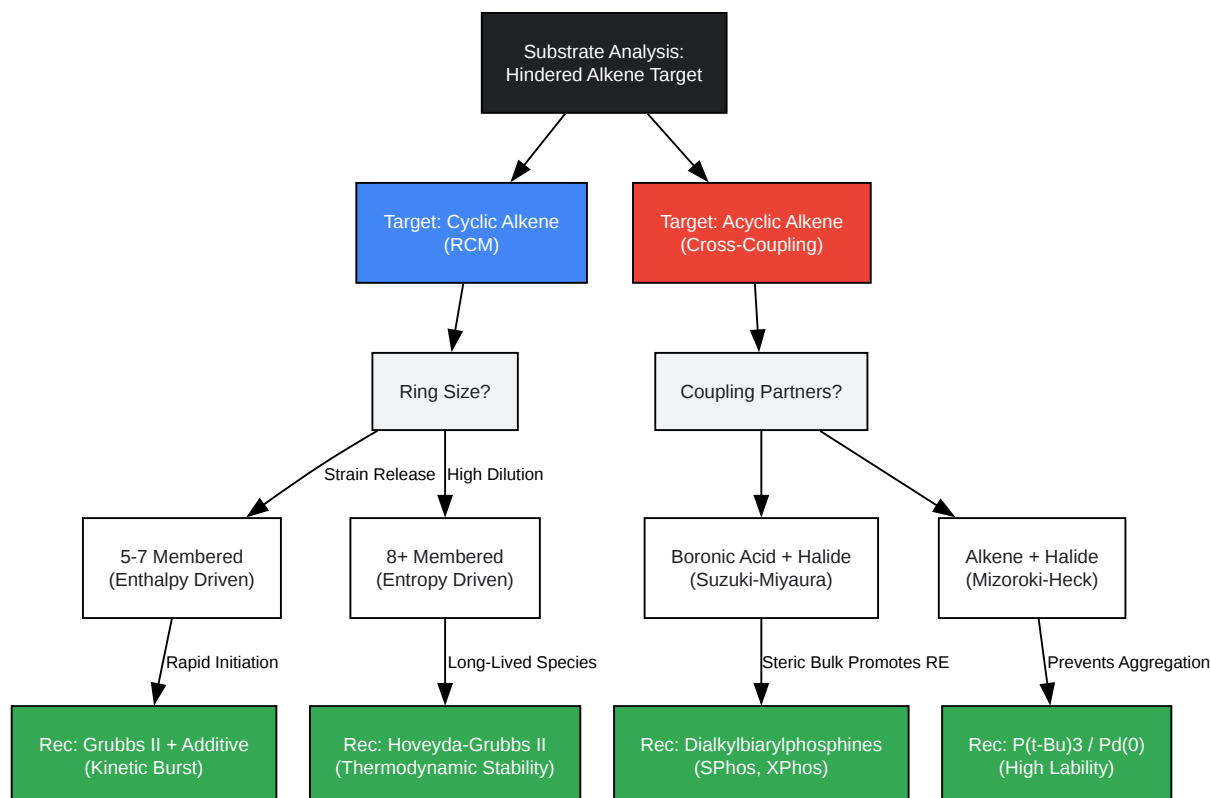 Substrate Analysis:
Hindered Alkene Target
Target: Cyclic Alkene
(RCM)
Target: Acyclic Alkene
(Cross-Coupling)
Ring Size?
Coupling Partners?
Strain Release
High Dilution
5-7 Membered
(Enthalpy Driven)
8+ Membered
(Entropy Driven)
Boronic Acid + Halide
(Suzuki-Miyaura)
Alkene + Halide
(Mizoroki-Heck)
Rapid Initiation
Long-Lived Species
Steric Bulk Promotes RE
Prevents Aggregation
Rec: Grubbs II + Additive
(Kinetic Burst)
Rec: Hoveyda-Grubbs II
(Thermodynamic Stability)
Rec: Dialkylbiarylphosphines
(SPhos, XPhos)
Rec: P(t-Bu)3 / Pd(0)
(High Lability)